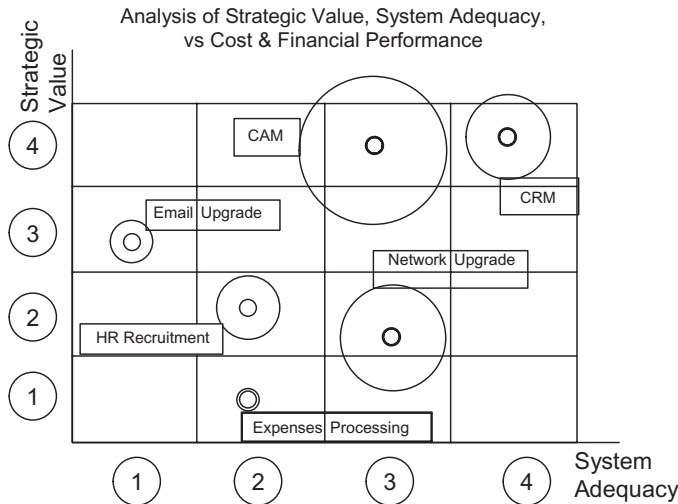 Analysis of Strategic Value, System Adequacy,
vs Cost & Financial Performance
Strategic
Value
4
CAM
CRM
3
Email Upgrade
Network Upgrade
2
HR Recruitment
1
Expenses Processing
1
2
3
4
System
Adequacy